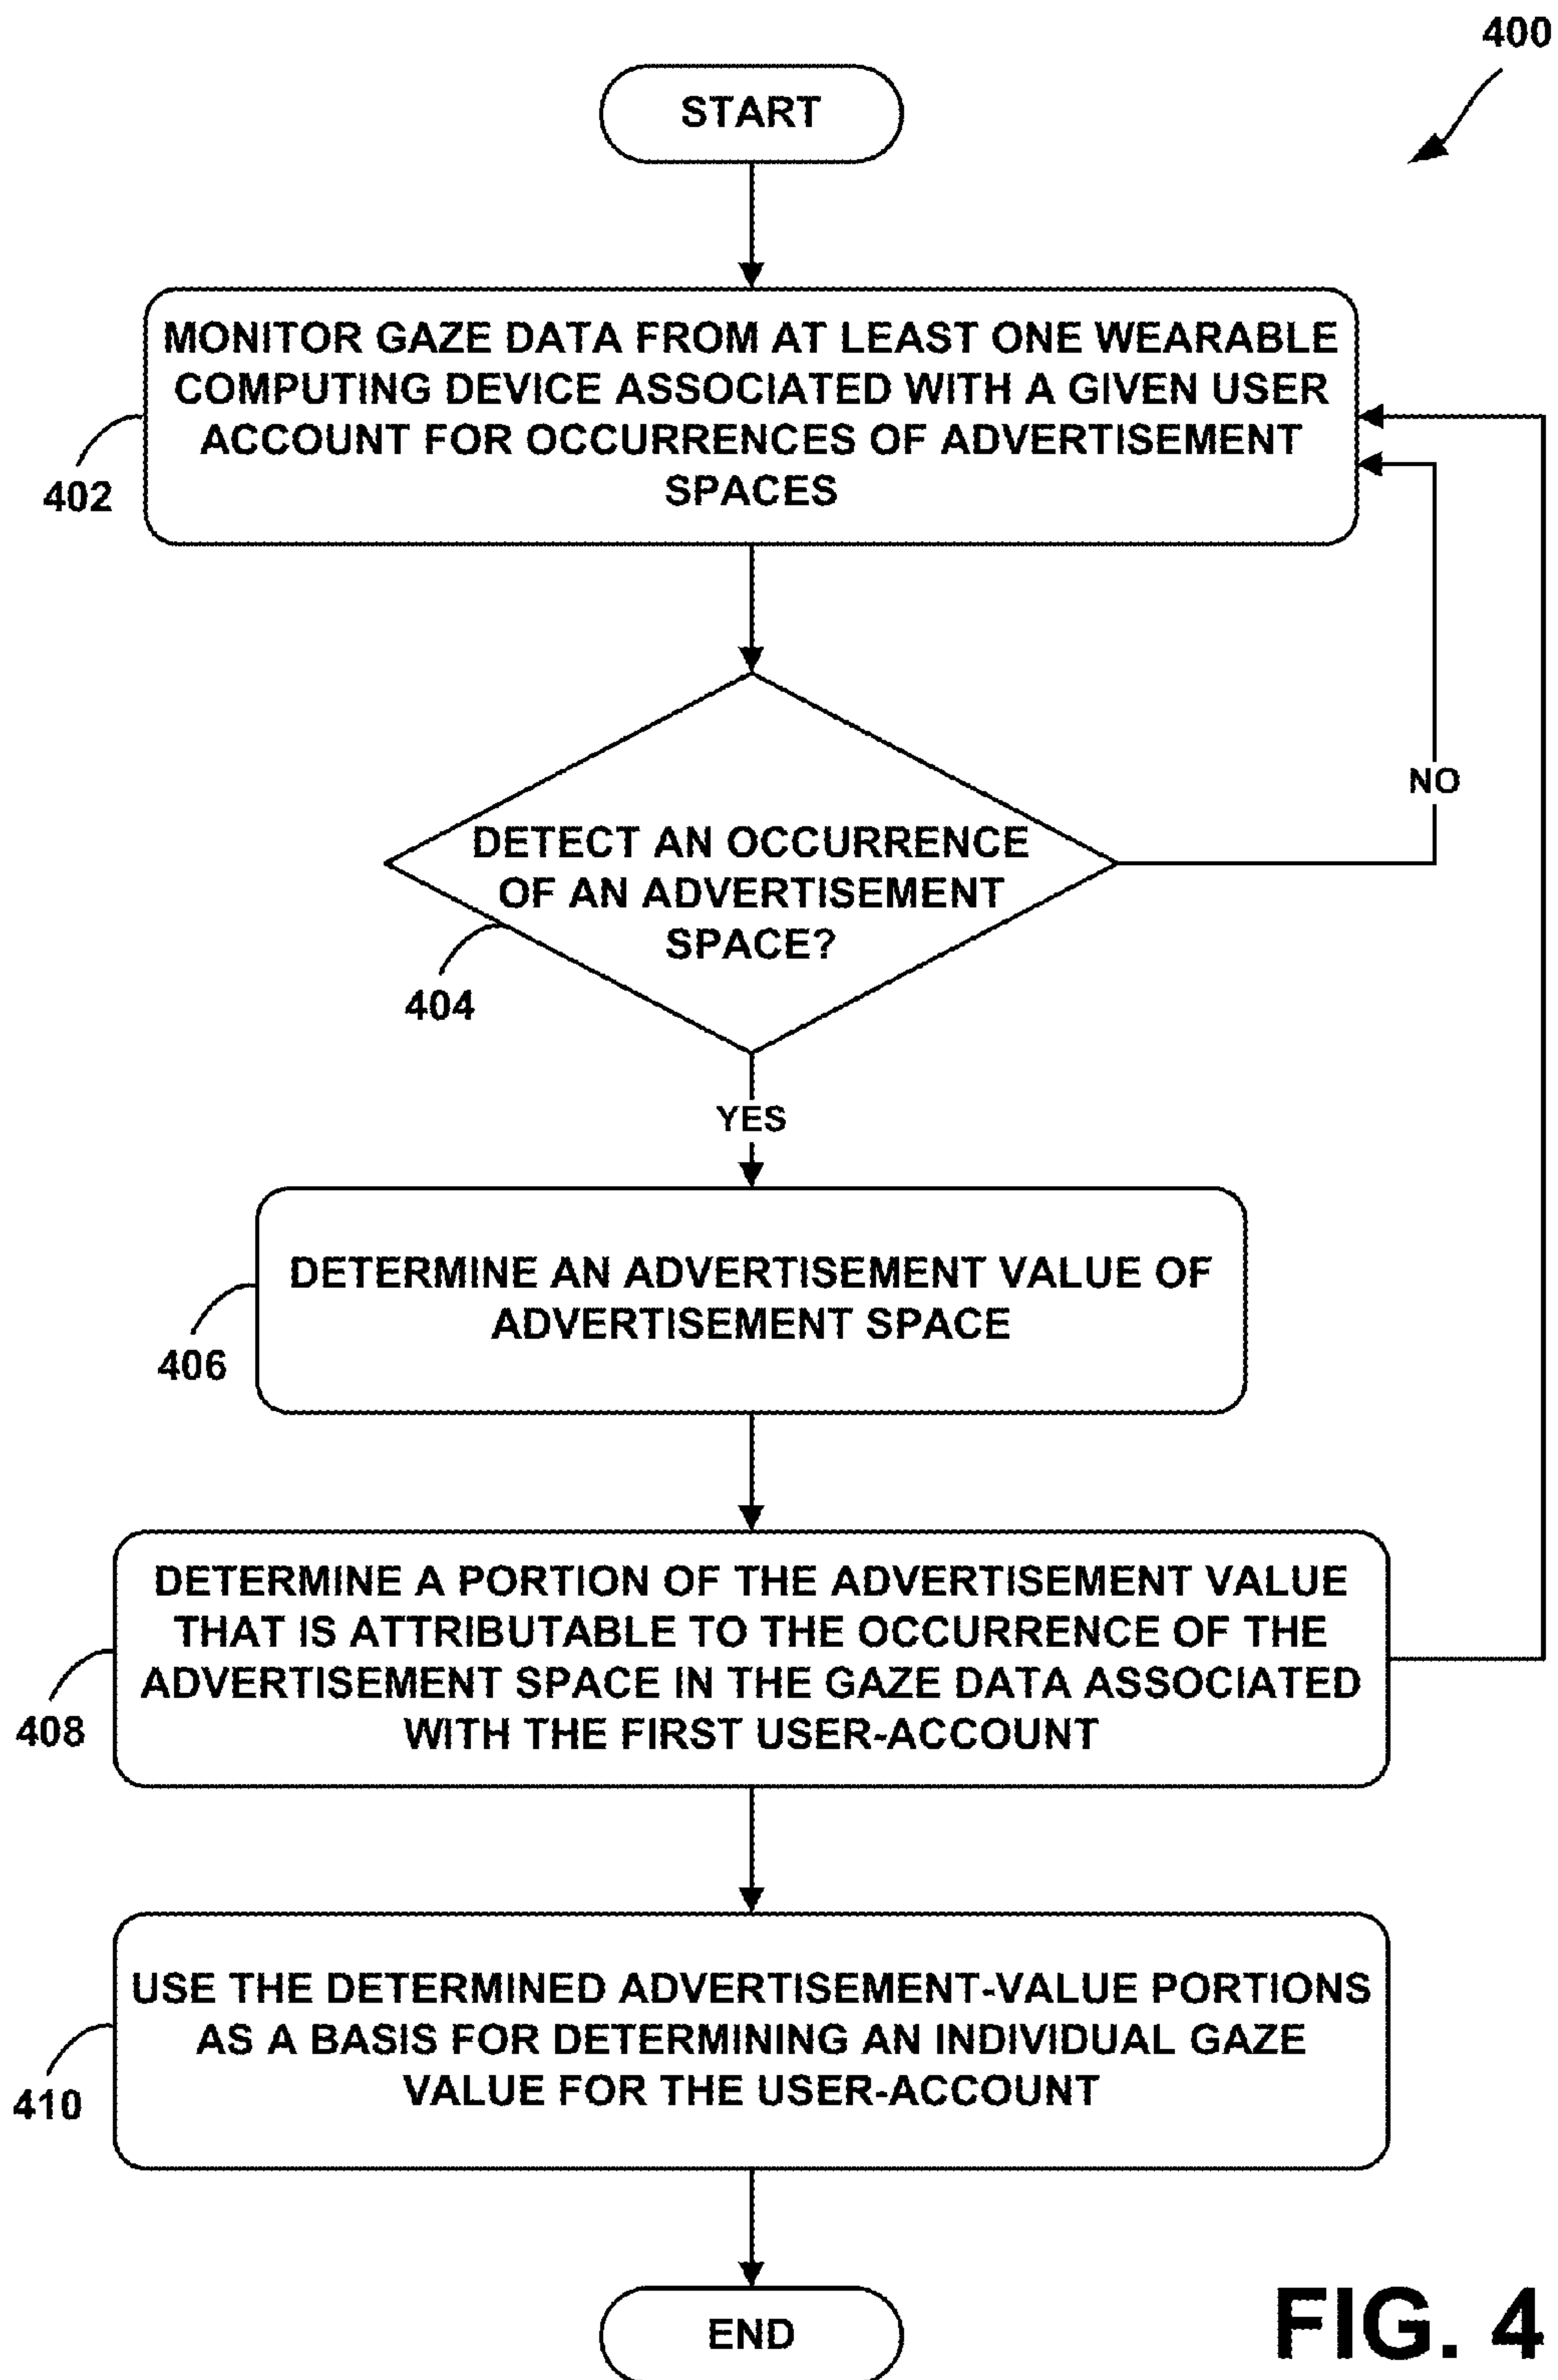 400
START
MONITOR GAZE DATA FROM AT LEAST ONE WEARABLE
COMPUTING DEVICE ASSOCIATED WITH A GIVEN USER
ACCOUNT FOR OCCURRENCES OF ADVERTISEMENT
SPACES
402
NO
DETECT AN OCCURRENCE
OF AN ADVERTISEMENT
SPACE?
404
YES
DETERMINE AN ADVERTISEMENT VALUE OF
ADVERTISEMENT SPACE
406
DETERMINE A PORTION OF THE ADVERTISEMENT VALUE
THAT IS ATTRIBUTABLE TO THE OCCURRENCE OF THE
ADVERTISEMENT SPACE IN THE GAZE DATA ASSOCIATED
WITH THE FIRST USER-ACCOUNT
408
USE THE DETERMINED ADVERTISEMENT-VALUE PORTIONS
AS A BASIS FOR DETERMINING AN INDIVIDUAL GAZE
VALUE FOR THE USER-ACCOUNT
410
END
FIG. 4